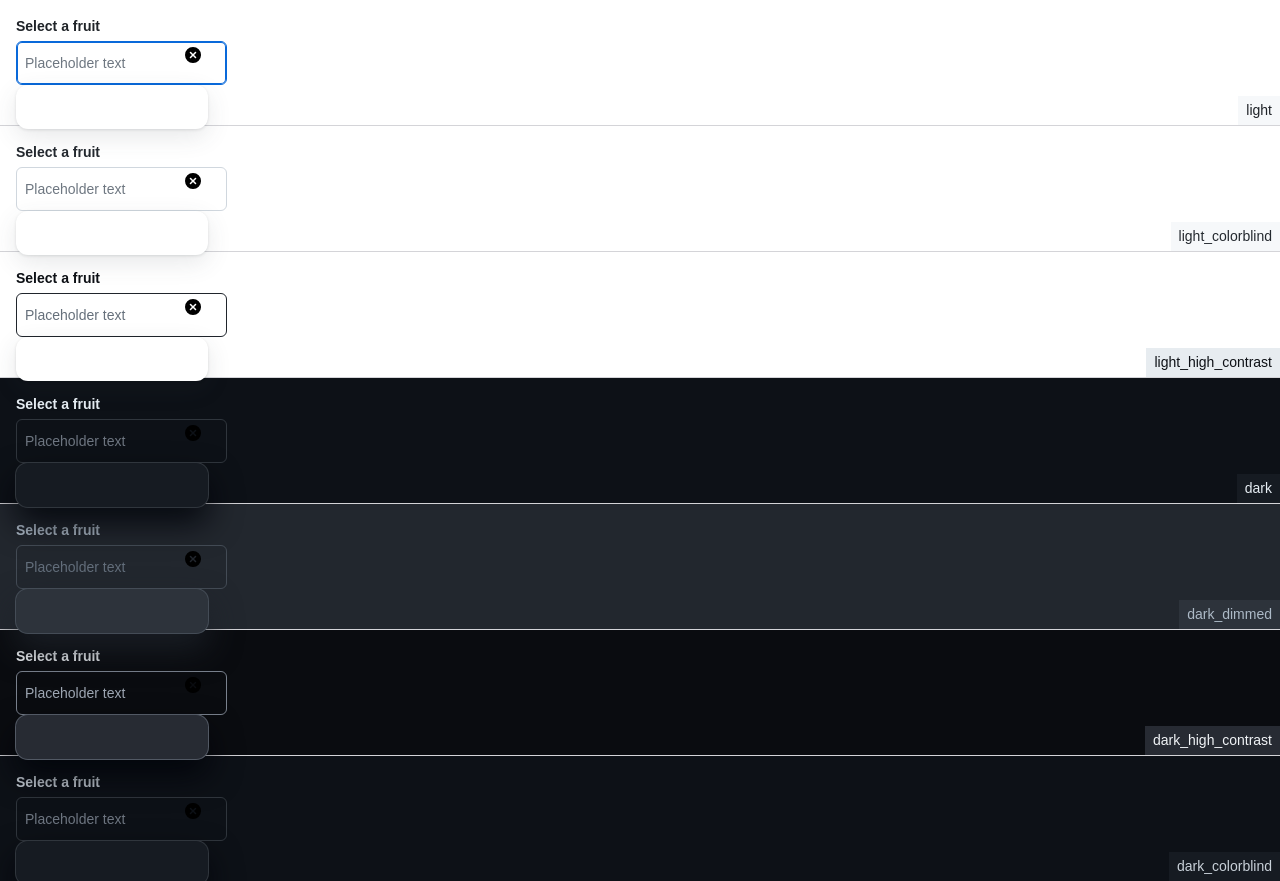 Select a fruit
Placeholder text
light
Select a fruit
Placeholder text
light_colorblind
Select a fruit
Placeholder text
light_high_contrast
Select a fruit
Placeholder text
dark
Select a fruit
Placeholder text
dark_dimmed
Select a fruit
Placeholder text
dark_high_contrast
Select a fruit
Placeholder text
dark_colorblind